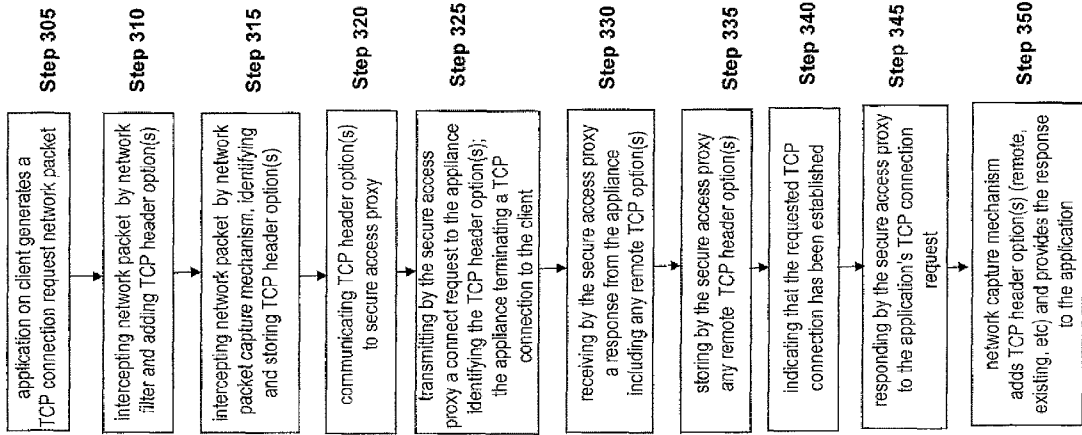 application on client generates a
TCP connection request network packet
Step 305
intercepting network packet by network
filter and adding TCP header option(s)
Step 310
intercepting network packet by network
packet capture mechanism, identifying
and storing TCP header option(s)
Step 315
communicating TCP header option(s)
to secure access proxy
Step 320
transmitting by the secure access
proxy a connect request to the appliance
identifying the TCP header option(s);
the appliance terminating a TCP
connection to the client
Step 325
receiving by the secure access proxy
a response from the appliance
including any remote TCP option(s)
Step 330
storing by the secure access proxy
any remote TCP header option(s)
Step 335
indicating that the requested TCP
connection has been established
Step 340
responding by the secure access proxy
to the application's TCP connection
request
Step 345
network capture mechanism
adds TCP header option(s) (remote,
existing, etc) and provides the response
to the application
Step 350